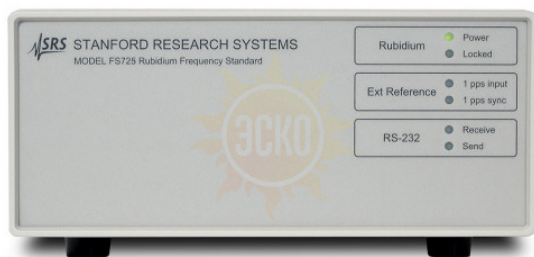 SRS STANFORD RESEARCH SYSTEMS
MODEL FS725 Rubidium Frequency Standard
Rubidium
Power
Locked
Ext Reference
1 pps input
1 pps sync
RS-232
Receive
Send
ЭСКО